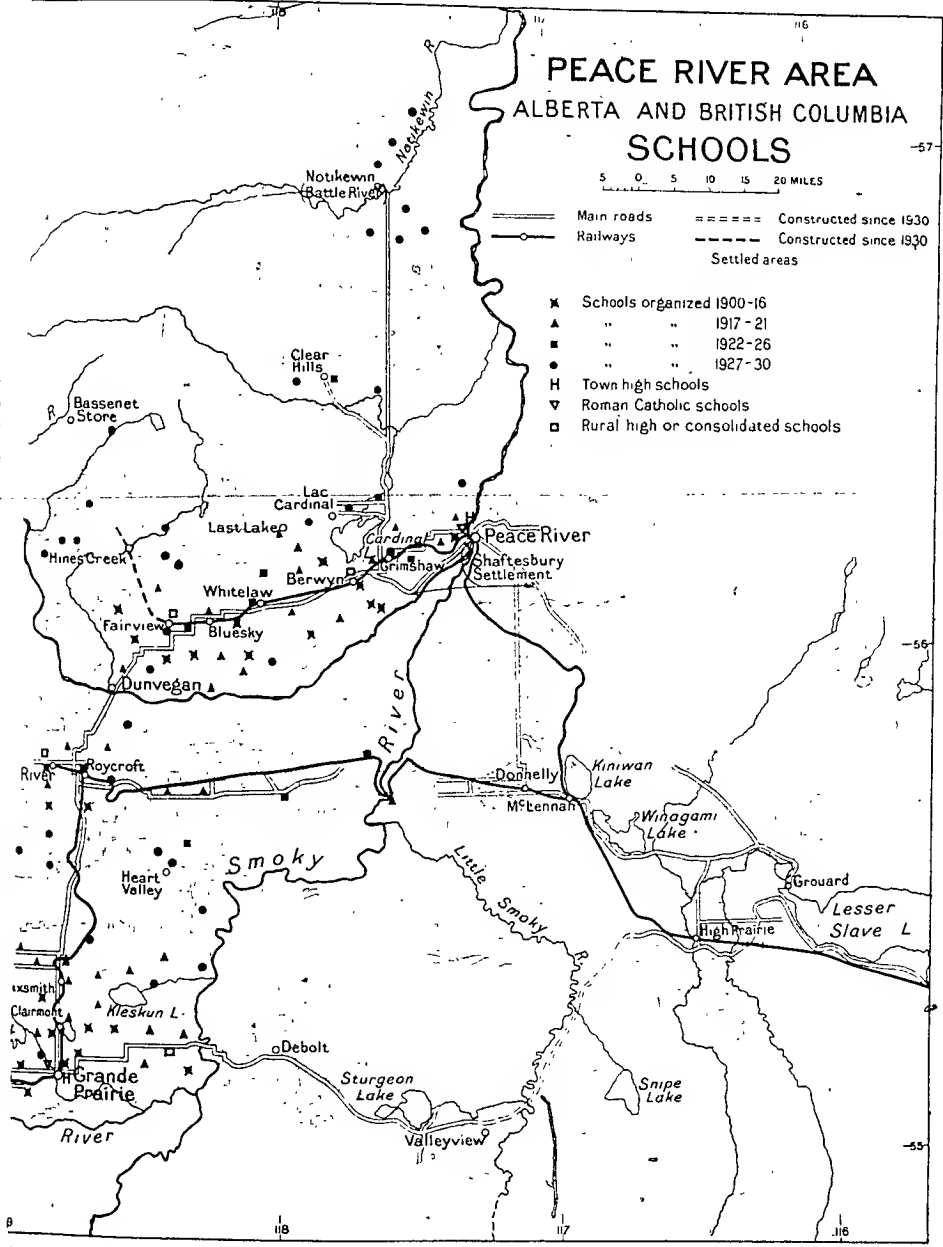 118
117
116
PEACE RIVER AREA
ALBERTA AND BRITISH COLUMBIA
SCHOOLS
5 0 5 10 15 20 MILES
Main roads
Constructed since 1930
Railways
Constructed since 1930
Settled areas
Schools organized 1900-16
" " 1917-21
" " 1922-26
" " 1927-30
H Town high schools
Roman Catholic schools
Rural high or consolidated schools
57
R
Notikewin
Notikewin
Battle River
Clear
Hills
R
Bassenet
Store
Lac
Cardinal
Last Lake
Cardinal
L
H
Peace River
Hines Creek
Grimshaw
Shaftesbury
Settlement
Berwyn
Whitelaw
Fairview
Bluesky
56
Dunvegan
River
River
Roycroft
Donnelly
McLennan
Kiniwan
Lake
Winagami
Lake
Smoky
Heart
Valley
Little
Smoky
R.
Grouard
Lesser
Slave L
High Prairie
xsmith
Kleskun L.
Clairmont
Debolt
H
Grande
Prairie
Sturgeon
Lake
Snipe
Lake
River
Valleyview
55
118
117
116